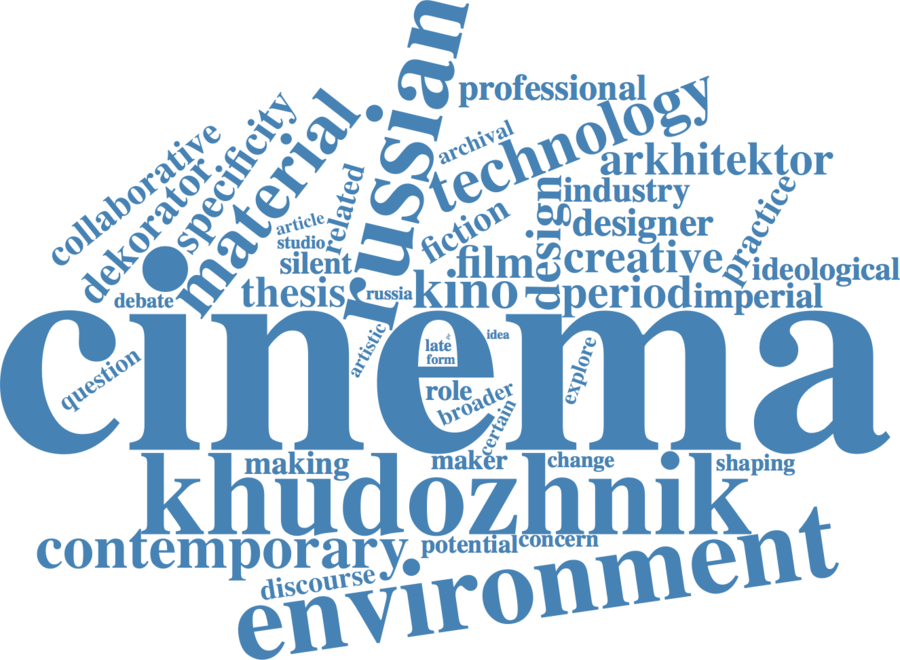 russian
professional
technology
archival
collaborative
specificity
material
arkhitektor
dekorator
related
industry
practice
article
fiction
design
designer
studio
silent
film
creative
ideological
debate
thesis
russia
kino
period
imperial
cinema
question
artistic
late
form
idea
explore
role
broader
certain
making
maker
change
shaping
khudozhnik
contemporary
potential
concern
discourse
environment